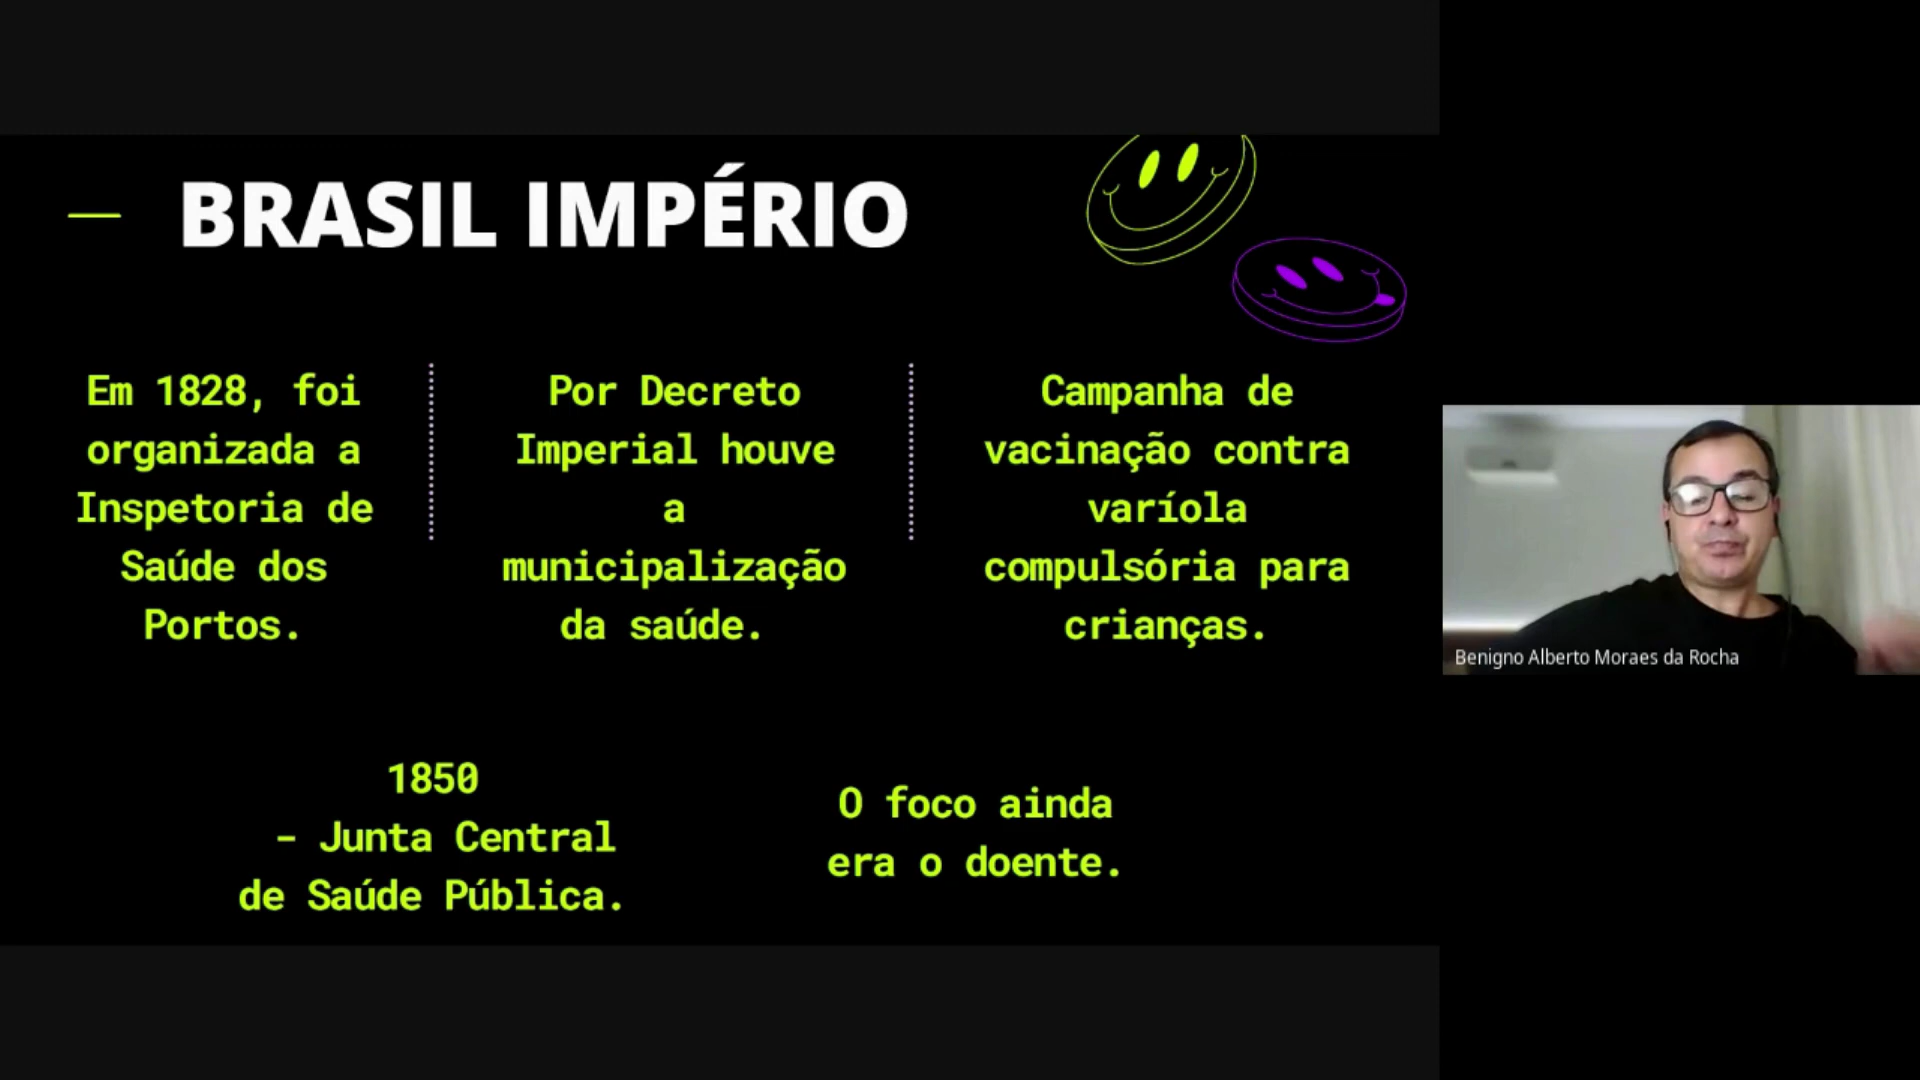 BRASIL IMPÉRIO
Em 1828, foi
organizada a
Inspetoria de
Saúde dos
Portos.
Por Decreto
Imperial houve
a
municipalização
da saúde.
Campanha de
vacinação contra
varíola
compulsória para
crianças.
1850
- Junta Central
de Saúde Pública.
O foco ainda
era o doente.
Benigno Alberto Moraes da Rocha